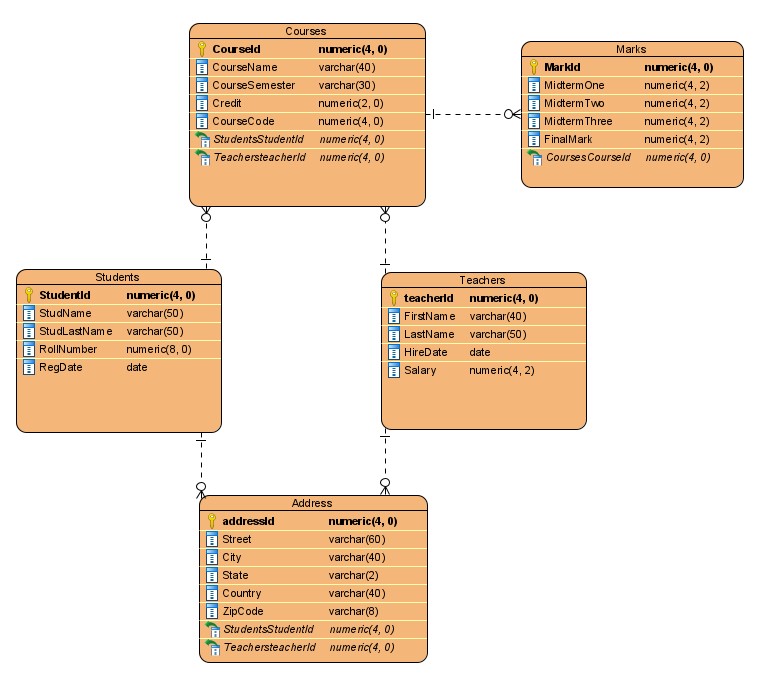 Courses
CourseId numeric(4, 0)
CourseName varchar(40)
CourseSemester varchar(30)
Credit numeric(2, 0)
CourseCode numeric(4, 0)
StudentsStudentId numeric(4, 0)
TeachersteacherId numeric(4, 0)
Marks
MarkId numeric(4, 0)
MidtermOne numeric(4, 2)
MidtermTwo numeric(4, 2)
MidtermThree numeric(4, 2)
FinalMark numeric(4, 2)
CoursesCourseId numeric(4, 0)
Students
StudentId numeric(4, 0)
StudName varchar(50)
StudLastName varchar(50)
RollNumber numeric(8, 0)
RegDate date
Teachers
teacherId numeric(4, 0)
FirstName varchar(40)
LastName varchar(50)
HireDate date
Salary numeric(4, 2)
Address
addressId numeric(4, 0)
Street varchar(60)
City varchar(40)
State varchar(2)
Country varchar(40)
ZipCode varchar(8)
StudentsStudentId numeric(4, 0)
TeachersteacherId numeric(4, 0)